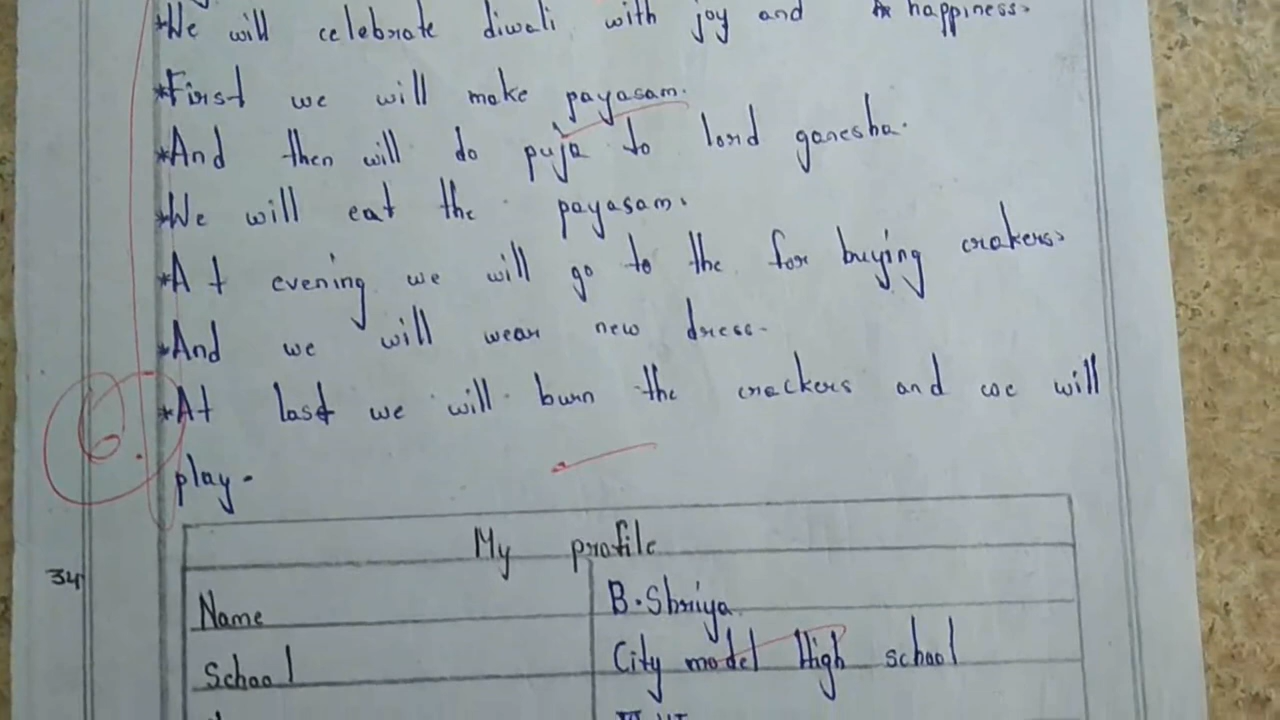 *We will celebrate diwali with joy and happiness.
*First we will make payasam.
*And then will do puja to lord ganesha.
*We will eat the payasam.
*At evening we will go to the for buying crakers.
*And we will wear new dress.
*At last we will burn the crackers and we will
play.
6
My profile
34
Name B.Shriya
School City model High school